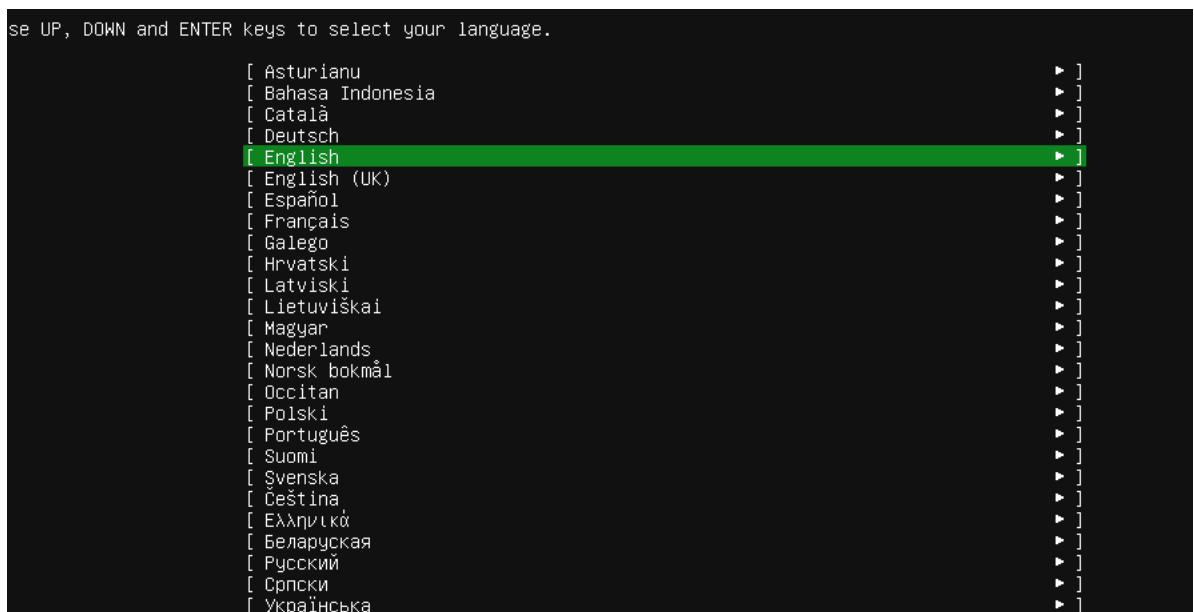 se UP, DOWN and ENTER keys to select your language.
[ Asturianu ► ]
[ Bahasa Indonesia ► ]
[ Català ► ]
[ Deutsch ► ]
[ English ► ]
[ English (UK) ► ]
[ Español ► ]
[ Français ► ]
[ Galego ► ]
[ Hrvatski ► ]
[ Latviski ► ]
[ Lietuviškai ► ]
[ Magyar ► ]
[ Nederlands ► ]
[ Norsk bokmål ► ]
[ Occitan ► ]
[ Polski ► ]
[ Português ► ]
[ Suomi ► ]
[ Svenska ► ]
[ Čeština ► ]
[ Ελληνικά ► ]
[ Беларуская ► ]
[ Русский ► ]
[ Српски ► ]
[ Українська ► ]